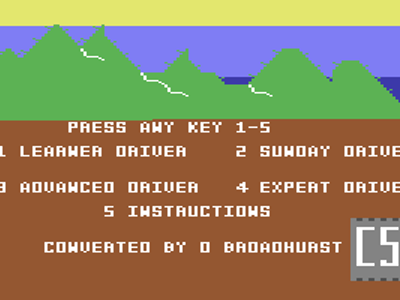 PRESS ANY KEY 1-5
1 LEARNER DRIVER 2 SUNDAY DRIVE
3 ADVANCED DRIVER 4 EXPERT DRIVE
5 INSTRUCTIONS
CONVERTED BY D BROADHURST
CS